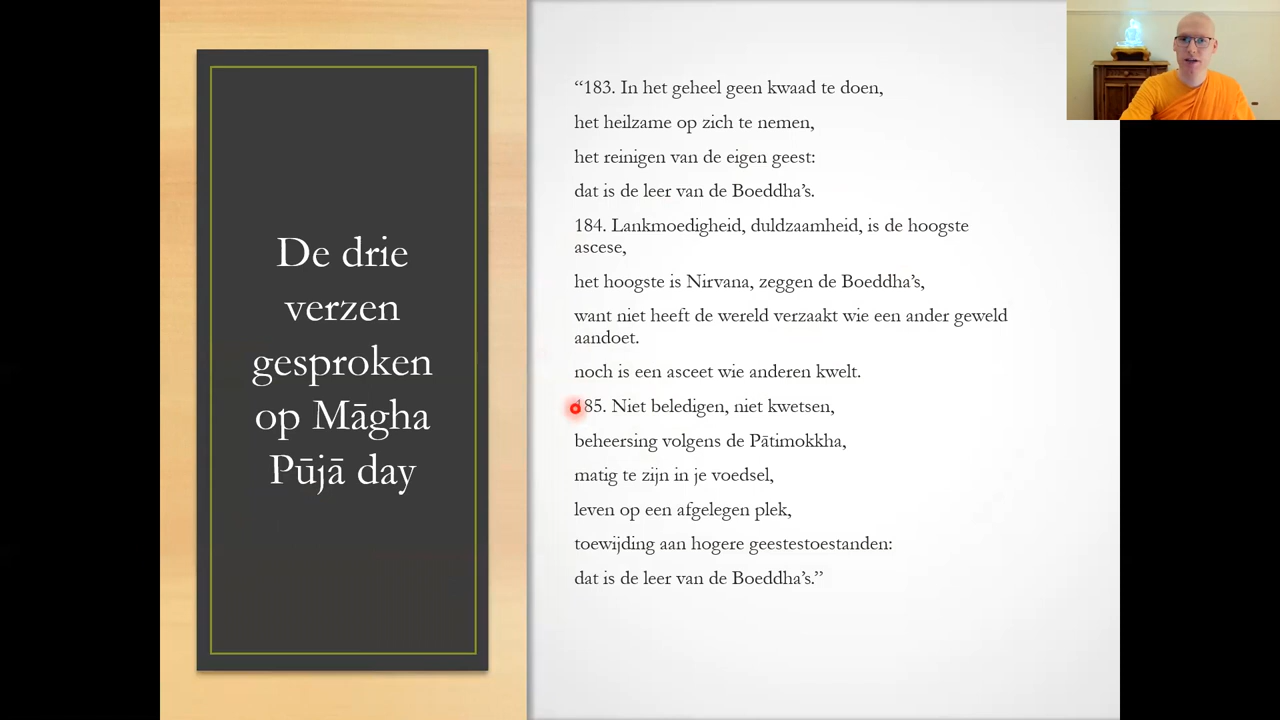 De drie
verzen
gesproken
op Māgha
Pūjā day
“183. In het geheel geen kwaad te doen,
het heilzame op zich te nemen,
het reinigen van de eigen geest:
dat is de leer van de Boeddha’s.
184. Lankmoedigheid, duldzaamheid, is de hoogste
ascese,
het hoogste is Nirvana, zeggen de Boeddha’s,
want niet heeft de wereld verzaakt wie een ander geweld
aandoet.
noch is een asceet wie anderen kwelt.
185. Niet beledigen, niet kwetsen,
beheersing volgens de Pātimokkha,
matig te zijn in je voedsel,
leven op een afgelegen plek,
toewijding aan hogere geestestoestanden:
dat is de leer van de Boeddha’s.”